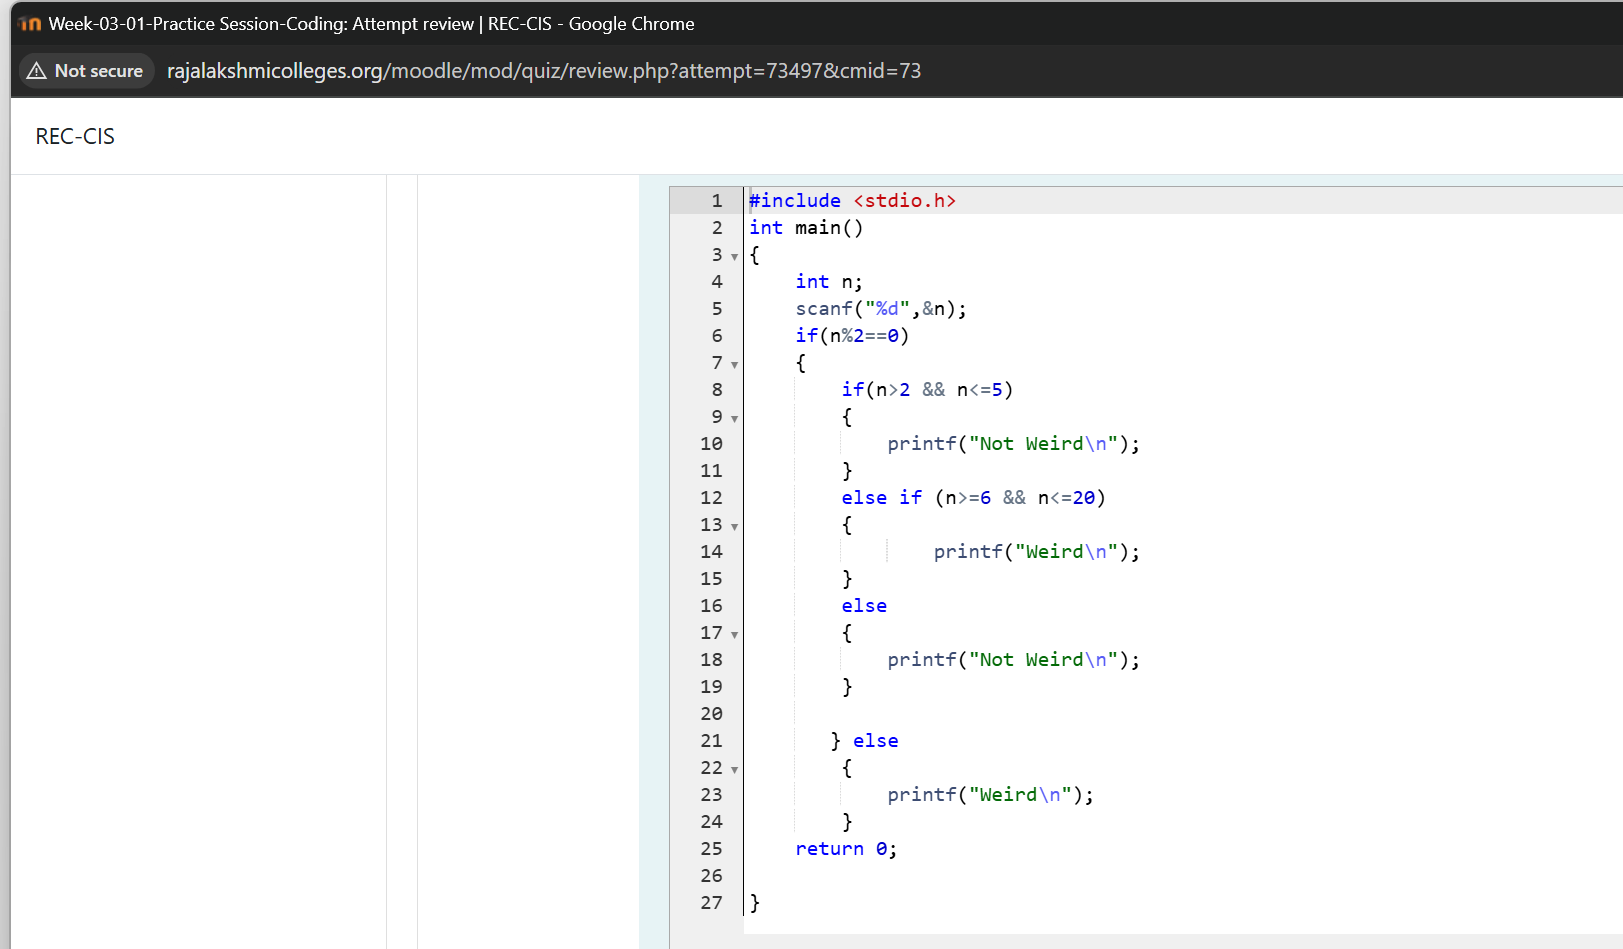 Week-03-01-Practice Session-Coding: Attempt review | REC-CIS - Google Chrome
Not secure rajalakshmicolleges.org/moodle/mod/quiz/review.php?attempt=73497&cmid=73
REC-CIS
1 #include <stdio.h>
2 int main()
3 {
4     int n;
5     scanf("%d",&n);
6     if(n%2==0)
7     {
8         if(n>2 && n<=5)
9         {
10             printf("Not Weird\n");
11         }
12         else if (n>=6 && n<=20)
13         {
14                 printf("Weird\n");
15         }
16         else
17         {
18             printf("Not Weird\n");
19         }
20
21        } else
22         {
23             printf("Weird\n");
24         }
25     return 0;
26
27 }